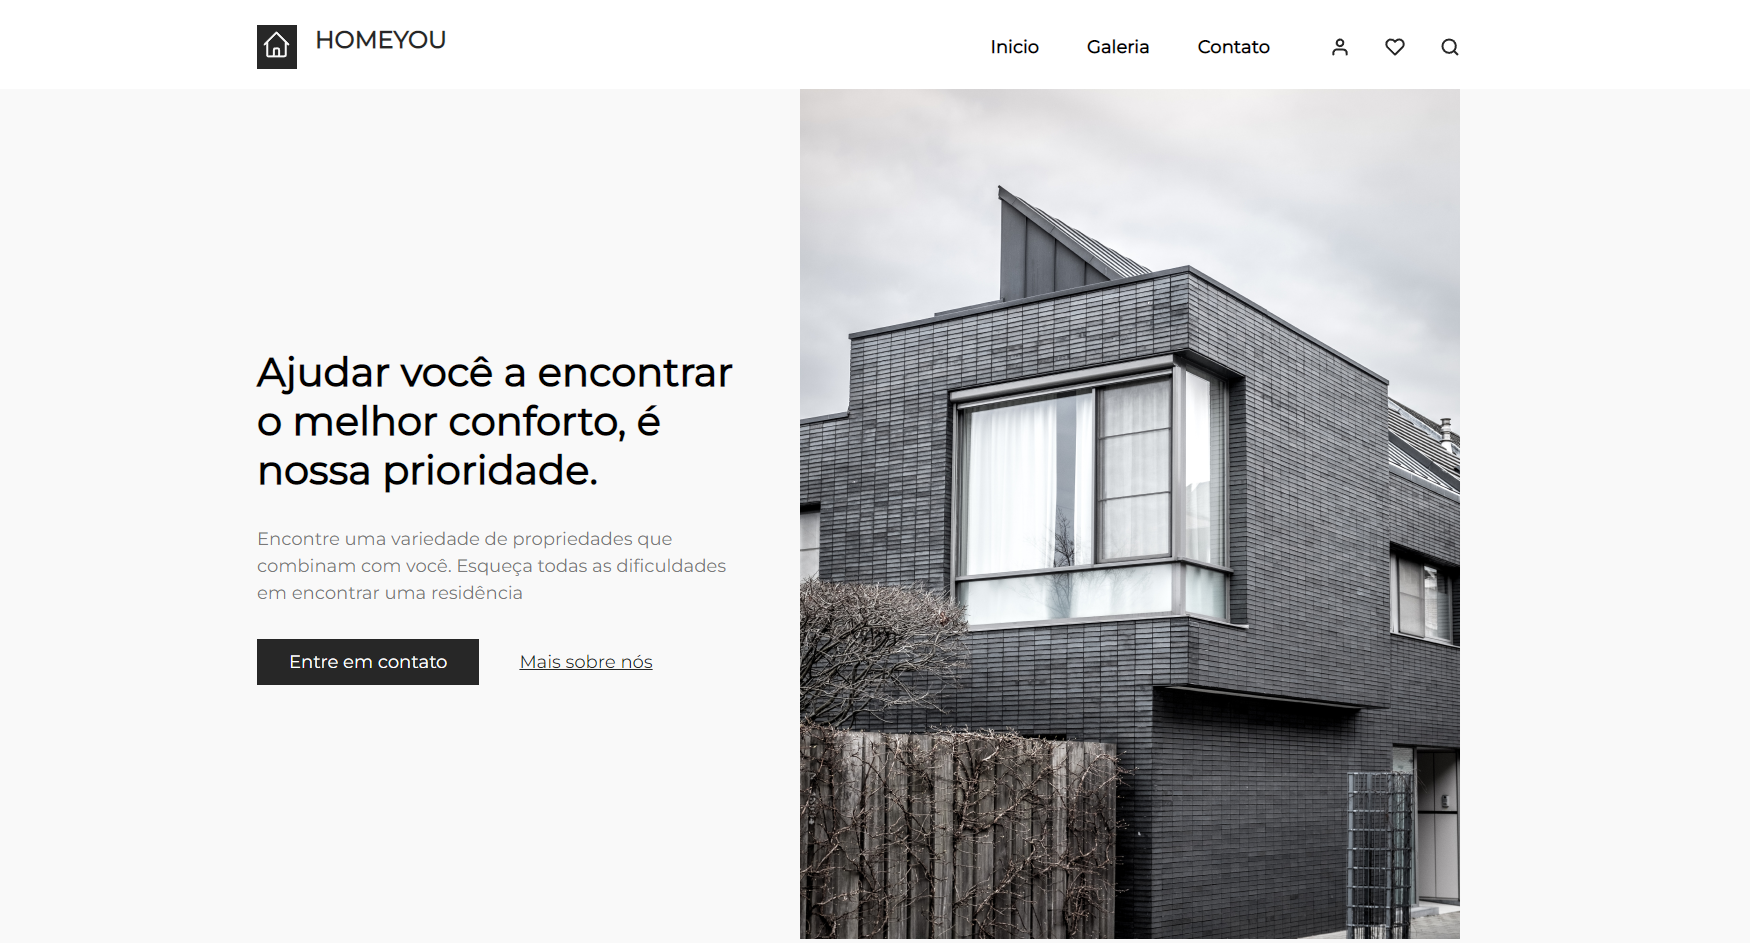 HOMEYOU
Inicio Galeria Contato
Ajudar você a encontrar
o melhor conforto, é
nossa prioridade.
Encontre uma variedade de propriedades que
combinam com você. Esqueça todas as dificuldades
em encontrar uma residência
Entre em contato Mais sobre nós